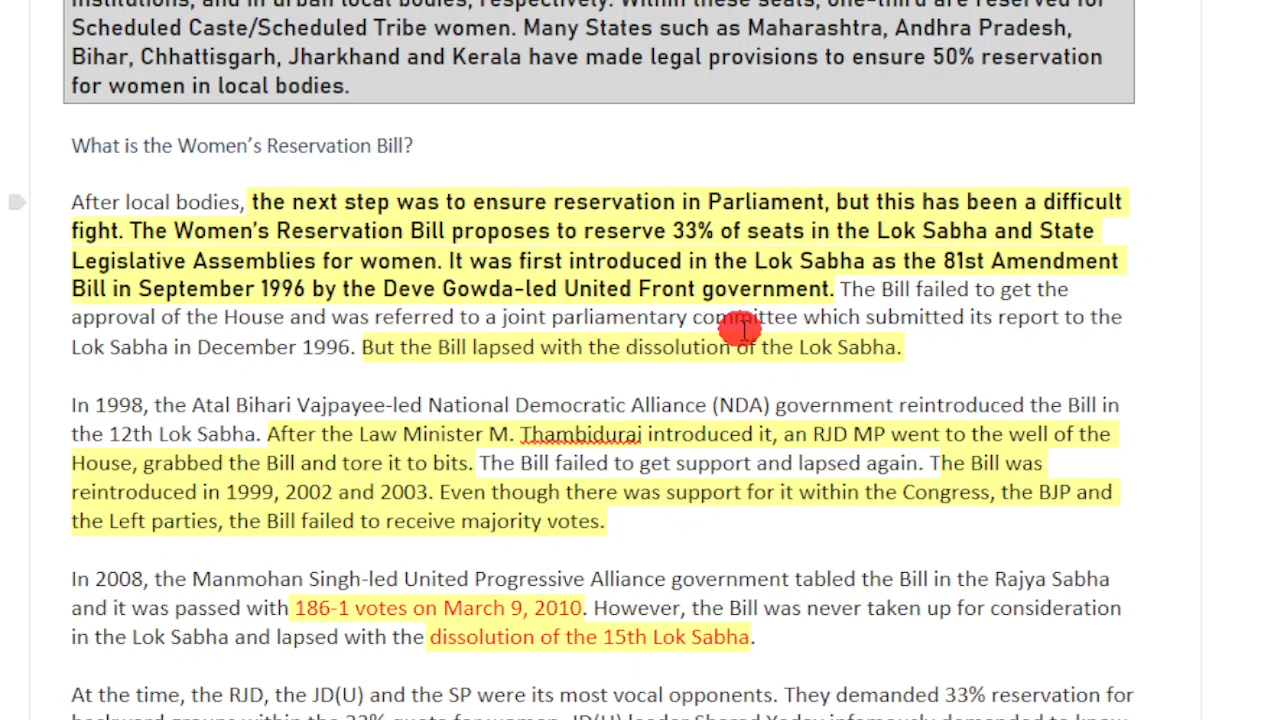 institutions, and in urban local bodies, respectively. Within these seats, one-third are reserved for
Scheduled Caste/Scheduled Tribe women. Many States such as Maharashtra, Andhra Pradesh,
Bihar, Chhattisgarh, Jharkhand and Kerala have made legal provisions to ensure 50% reservation
for women in local bodies.
What is the Women’s Reservation Bill?
After local bodies, the next step was to ensure reservation in Parliament, but this has been a difficult
fight. The Women’s Reservation Bill proposes to reserve 33% of seats in the Lok Sabha and State
Legislative Assemblies for women. It was first introduced in the Lok Sabha as the 81st Amendment
Bill in September 1996 by the Deve Gowda-led United Front government. The Bill failed to get the
approval of the House and was referred to a joint parliamentary committee which submitted its report to the
Lok Sabha in December 1996. But the Bill lapsed with the dissolution of the Lok Sabha.
In 1998, the Atal Bihari Vajpayee-led National Democratic Alliance (NDA) government reintroduced the Bill in
the 12th Lok Sabha. After the Law Minister M. Thambidurai introduced it, an RJD MP went to the well of the
House, grabbed the Bill and tore it to bits. The Bill failed to get support and lapsed again. The Bill was
reintroduced in 1999, 2002 and 2003. Even though there was support for it within the Congress, the BJP and
the Left parties, the Bill failed to receive majority votes.
In 2008, the Manmohan Singh-led United Progressive Alliance government tabled the Bill in the Rajya Sabha
and it was passed with 186-1 votes on March 9, 2010. However, the Bill was never taken up for consideration
in the Lok Sabha and lapsed with the dissolution of the 15th Lok Sabha.
At the time, the RJD, the JD(U) and the SP were its most vocal opponents. They demanded 33% reservation for
backward groups within the 33% quota for women. JD(U) leader Sharad Yadav infamously demanded to know